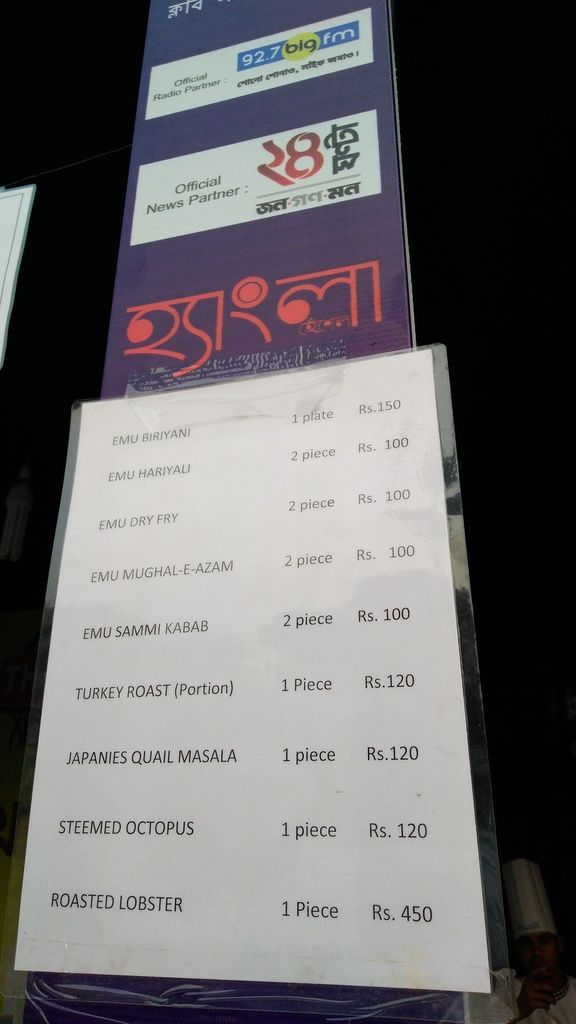 ক্লাব
Official
Radio Partner :
92.7 big fm
শোনো শোনাও, লাইফ জমাও।
Official
News Partner :
২৪ ঘণ্টা
জন·গণ·মন
হ্যাংলা
হেঁশেল
EMU BIRIYANI 1 plate Rs.150
EMU HARIYALI 2 piece Rs. 100
EMU DRY FRY 2 piece Rs. 100
EMU MUGHAL-E-AZAM 2 piece Rs. 100
EMU SAMMI KABAB 2 piece Rs. 100
TURKEY ROAST (Portion) 1 Piece Rs.120
JAPANIES QUAIL MASALA 1 piece Rs.120
STEEMED OCTOPUS 1 piece Rs. 120
ROASTED LOBSTER 1 Piece Rs. 450